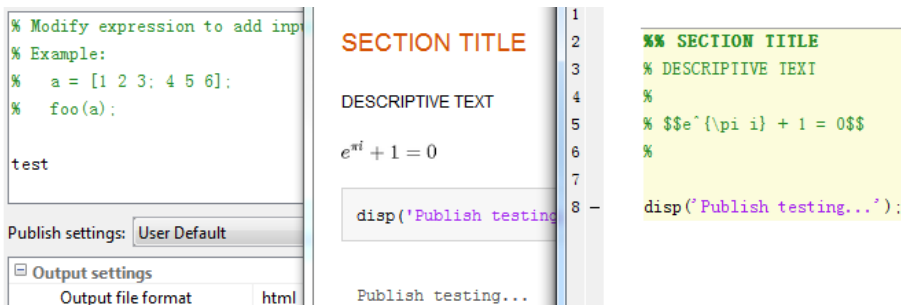 % Modify expression to add inpu
% Example:
%   a = [1 2 3; 4 5 6];
%   foo(a);
test
Publish settings: User Default
Output settings
Output file format html
SECTION TITLE
DESCRIPTIVE TEXT
e^{πi} + 1 = 0
disp('Publish testing
Publish testing...
1
2 %% SECTION TITLE
3 % DESCRIPTIVE TEXT
4 %
5 % $$e^{\pi i} + 1 = 0$$
6 %
7
8 – disp('Publish testing...');